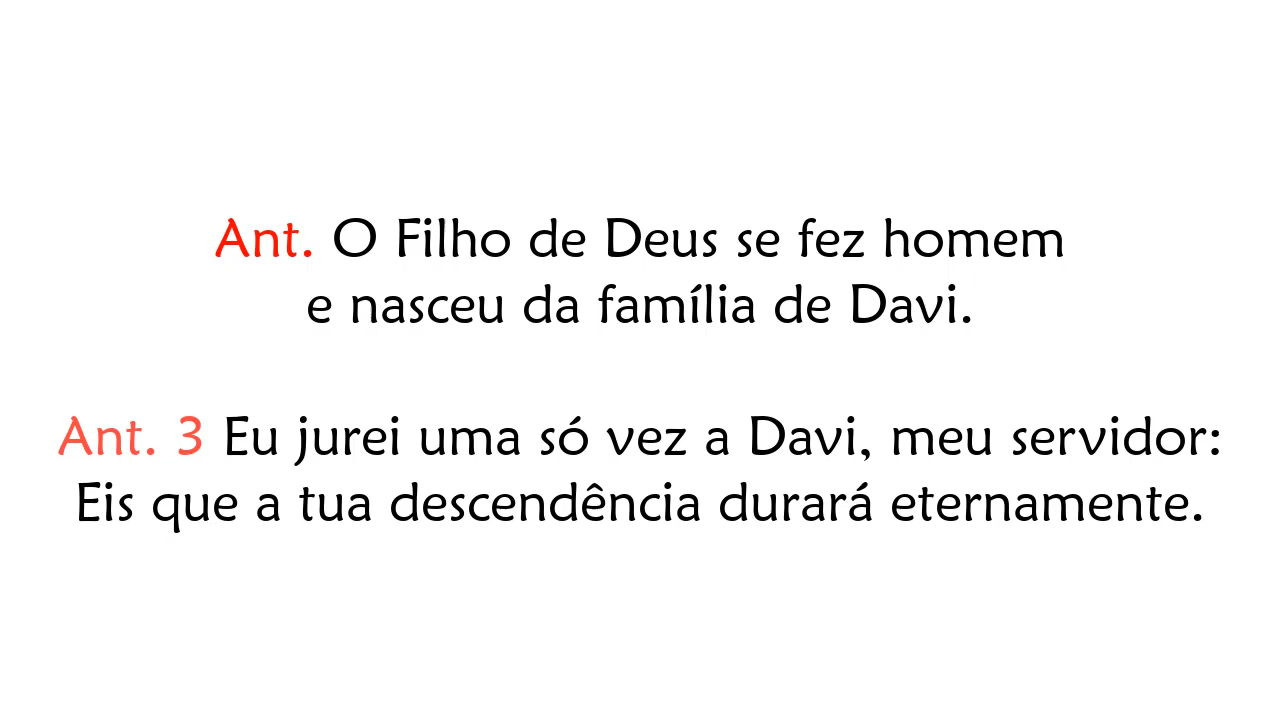 Ant. O Filho de Deus se fez homem
e nasceu da família de Davi.
Ant. 3 Eu jurei uma só vez a Davi, meu servidor:
Eis que a tua descendência durará eternamente.